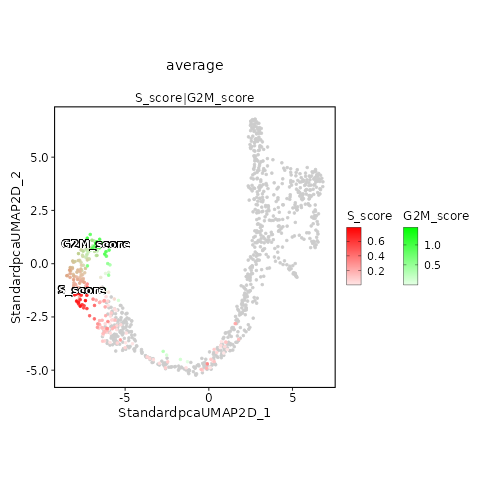 average
S_score|G2M_score
StandardpcaUMAP2D_2
5.0
2.5
0.0
-2.5
-5.0
G2M_score
S_score
-5
0
5
StandardpcaUMAP2D_1
S_score
0.6
0.4
0.2
G2M_score
1.0
0.5